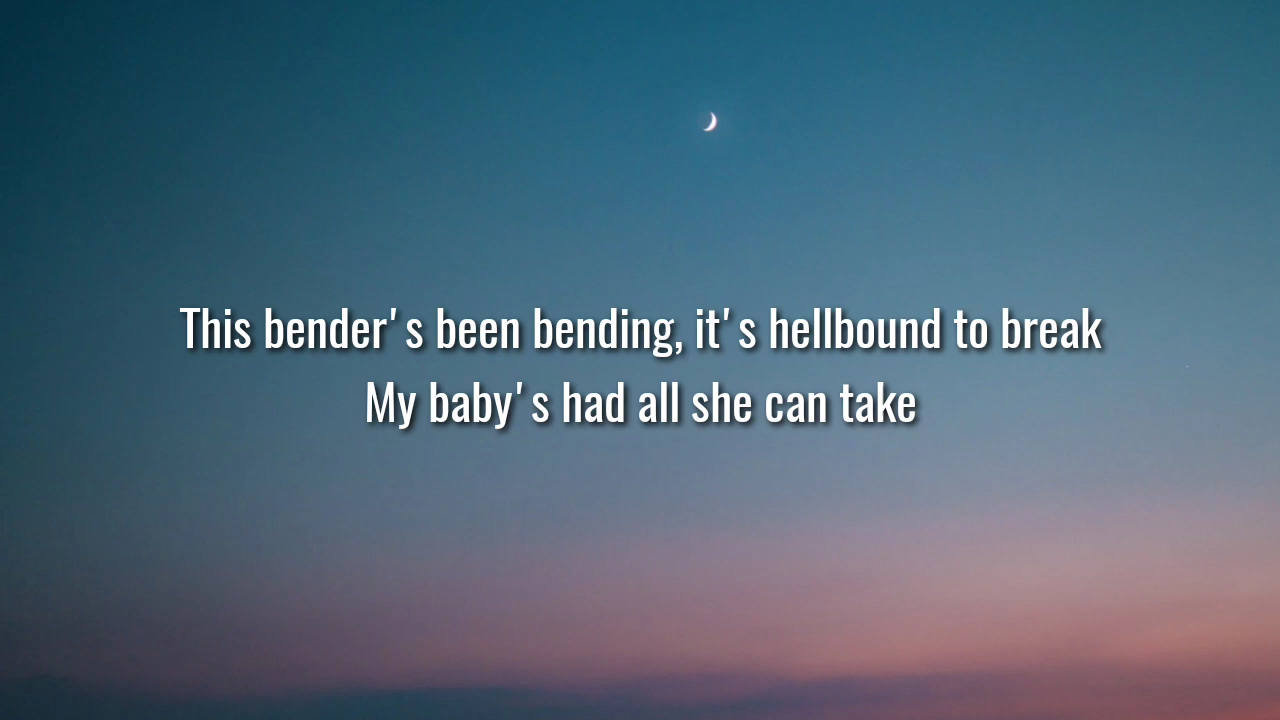 This bender's been bending, it's hellbound to break
My baby's had all she can take